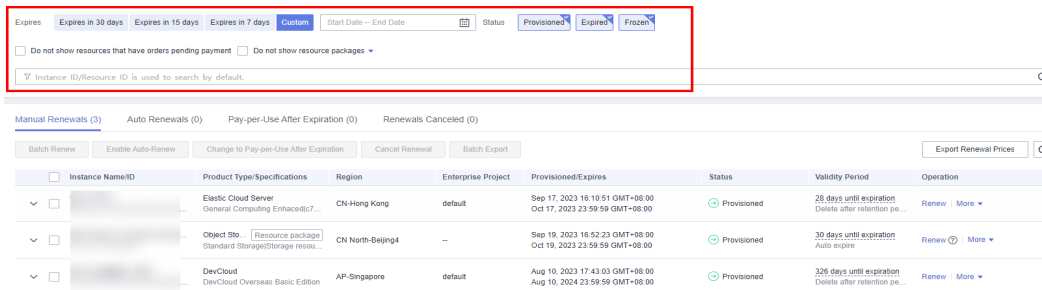 Expires Expires in 30 days Expires in 15 days Expires in 7 days Custom Start Date -- End Date Status Provisioned Expired Frozen
Do not show resources that have orders pending payment Do not show resource packages
Instance ID/Resource ID is used to search by default.
Manual Renewals (3) Auto Renewals (0) Pay-per-Use After Expiration (0) Renewals Canceled (0)
Batch Renew Enable Auto-Renew Change to Pay-per-Use After Expiration Cancel Renewal Batch Export Export Renewal Prices
Instance Name/ID Product Type/Specifications Region Enterprise Project Provisioned/Expires Status Validity Period Operation
Elastic Cloud Server Sep 17, 2023 16:10:51 GMT+08:00 28 days until expiration
... General Computing Enhaced|c7... CN-Hong Kong default Oct 17, 2023 23:59:59 GMT+08:00 Provisioned Delete after retention pe... Renew More
... Object Sto... Resource package Sep 19, 2023 16:52:23 GMT+08:00 30 days until expiration
Standard Storage|Storage resou... CN North-Beijing4 -- Oct 19, 2023 23:59:59 GMT+08:00 Provisioned Auto expire Renew ? More
DevCloud Aug 10, 2023 17:43:03 GMT+08:00 326 days until expiration
... DevCloud Overseas Basic Edition AP-Singapore default Aug 10, 2024 23:59:59 GMT+08:00 Provisioned Delete after retention pe... Renew More